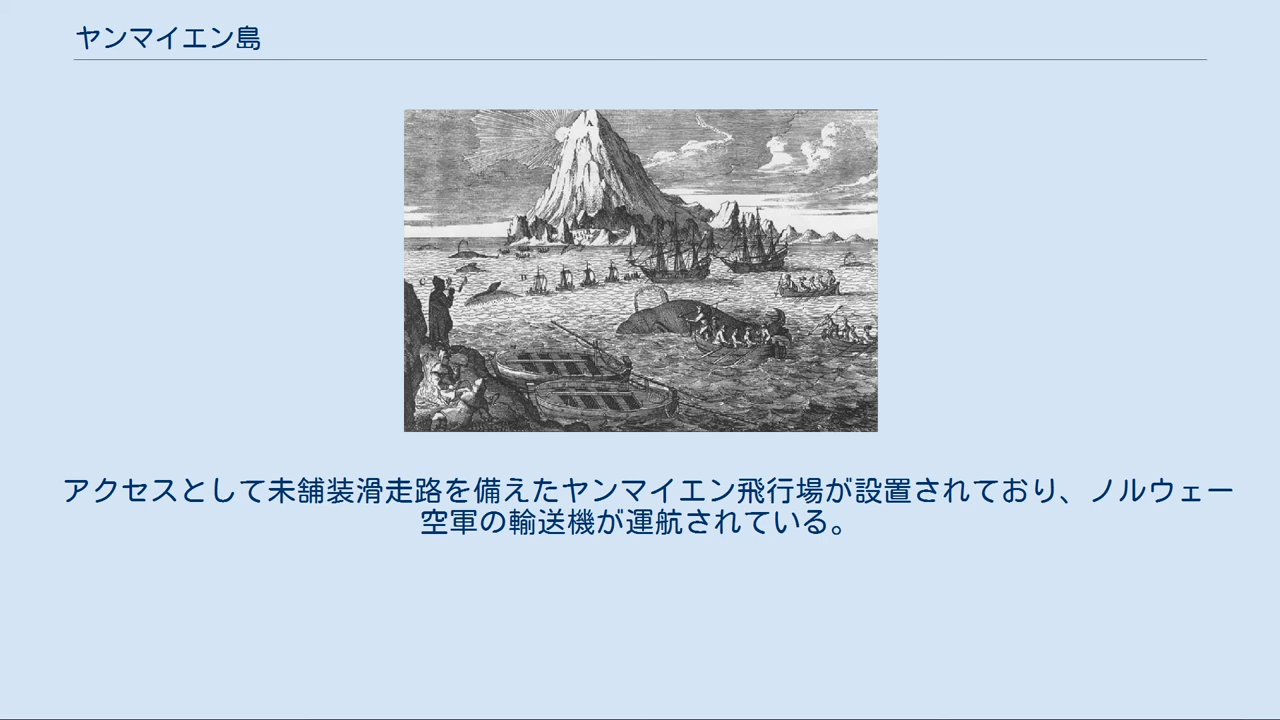 ヤンマイエン島
アクセスとして未舗装滑走路を備えたヤンマイエン飛行場が設置されており、ノルウェー
空軍の輸送機が運航されている。